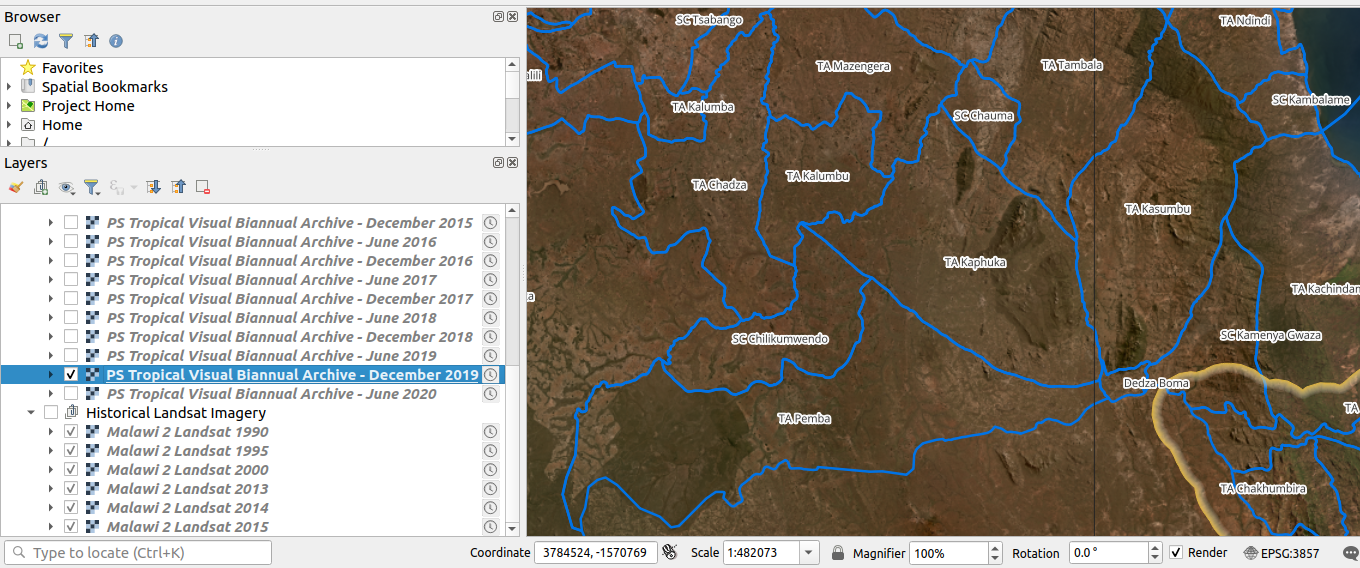 Browser
Favorites
Spatial Bookmarks
Project Home
Home
/
Layers
PS Tropical Visual Biannual Archive - December 2015
PS Tropical Visual Biannual Archive - June 2016
PS Tropical Visual Biannual Archive - December 2016
PS Tropical Visual Biannual Archive - June 2017
PS Tropical Visual Biannual Archive - December 2017
PS Tropical Visual Biannual Archive - June 2018
PS Tropical Visual Biannual Archive - December 2018
PS Tropical Visual Biannual Archive - June 2019
PS Tropical Visual Biannual Archive - December 2019
PS Tropical Visual Biannual Archive - June 2020
Historical Landsat Imagery
Malawi 2 Landsat 1990
Malawi 2 Landsat 1995
Malawi 2 Landsat 2000
Malawi 2 Landsat 2013
Malawi 2 Landsat 2014
Malawi 2 Landsat 2015
SC Tsabango
TA Ndindi
TA Mazengera
TA Tambala
alili
TA Kalumba
SC Kambalame
SC Chauma
TA Kalumbu
TA Chadza
TA Kasumbu
TA Kaphuka
TA Kachindan
za
SC Chilikumwendo
SC Kamenya Gwaza
Dedza Boma
TA Pemba
TA
TA Chakhumbira
Type to locate (Ctrl+K)
Coordinate 3784524, -1570769
Scale 1:482073
Magnifier 100%
Rotation 0.0 °
Render
EPSG:3857